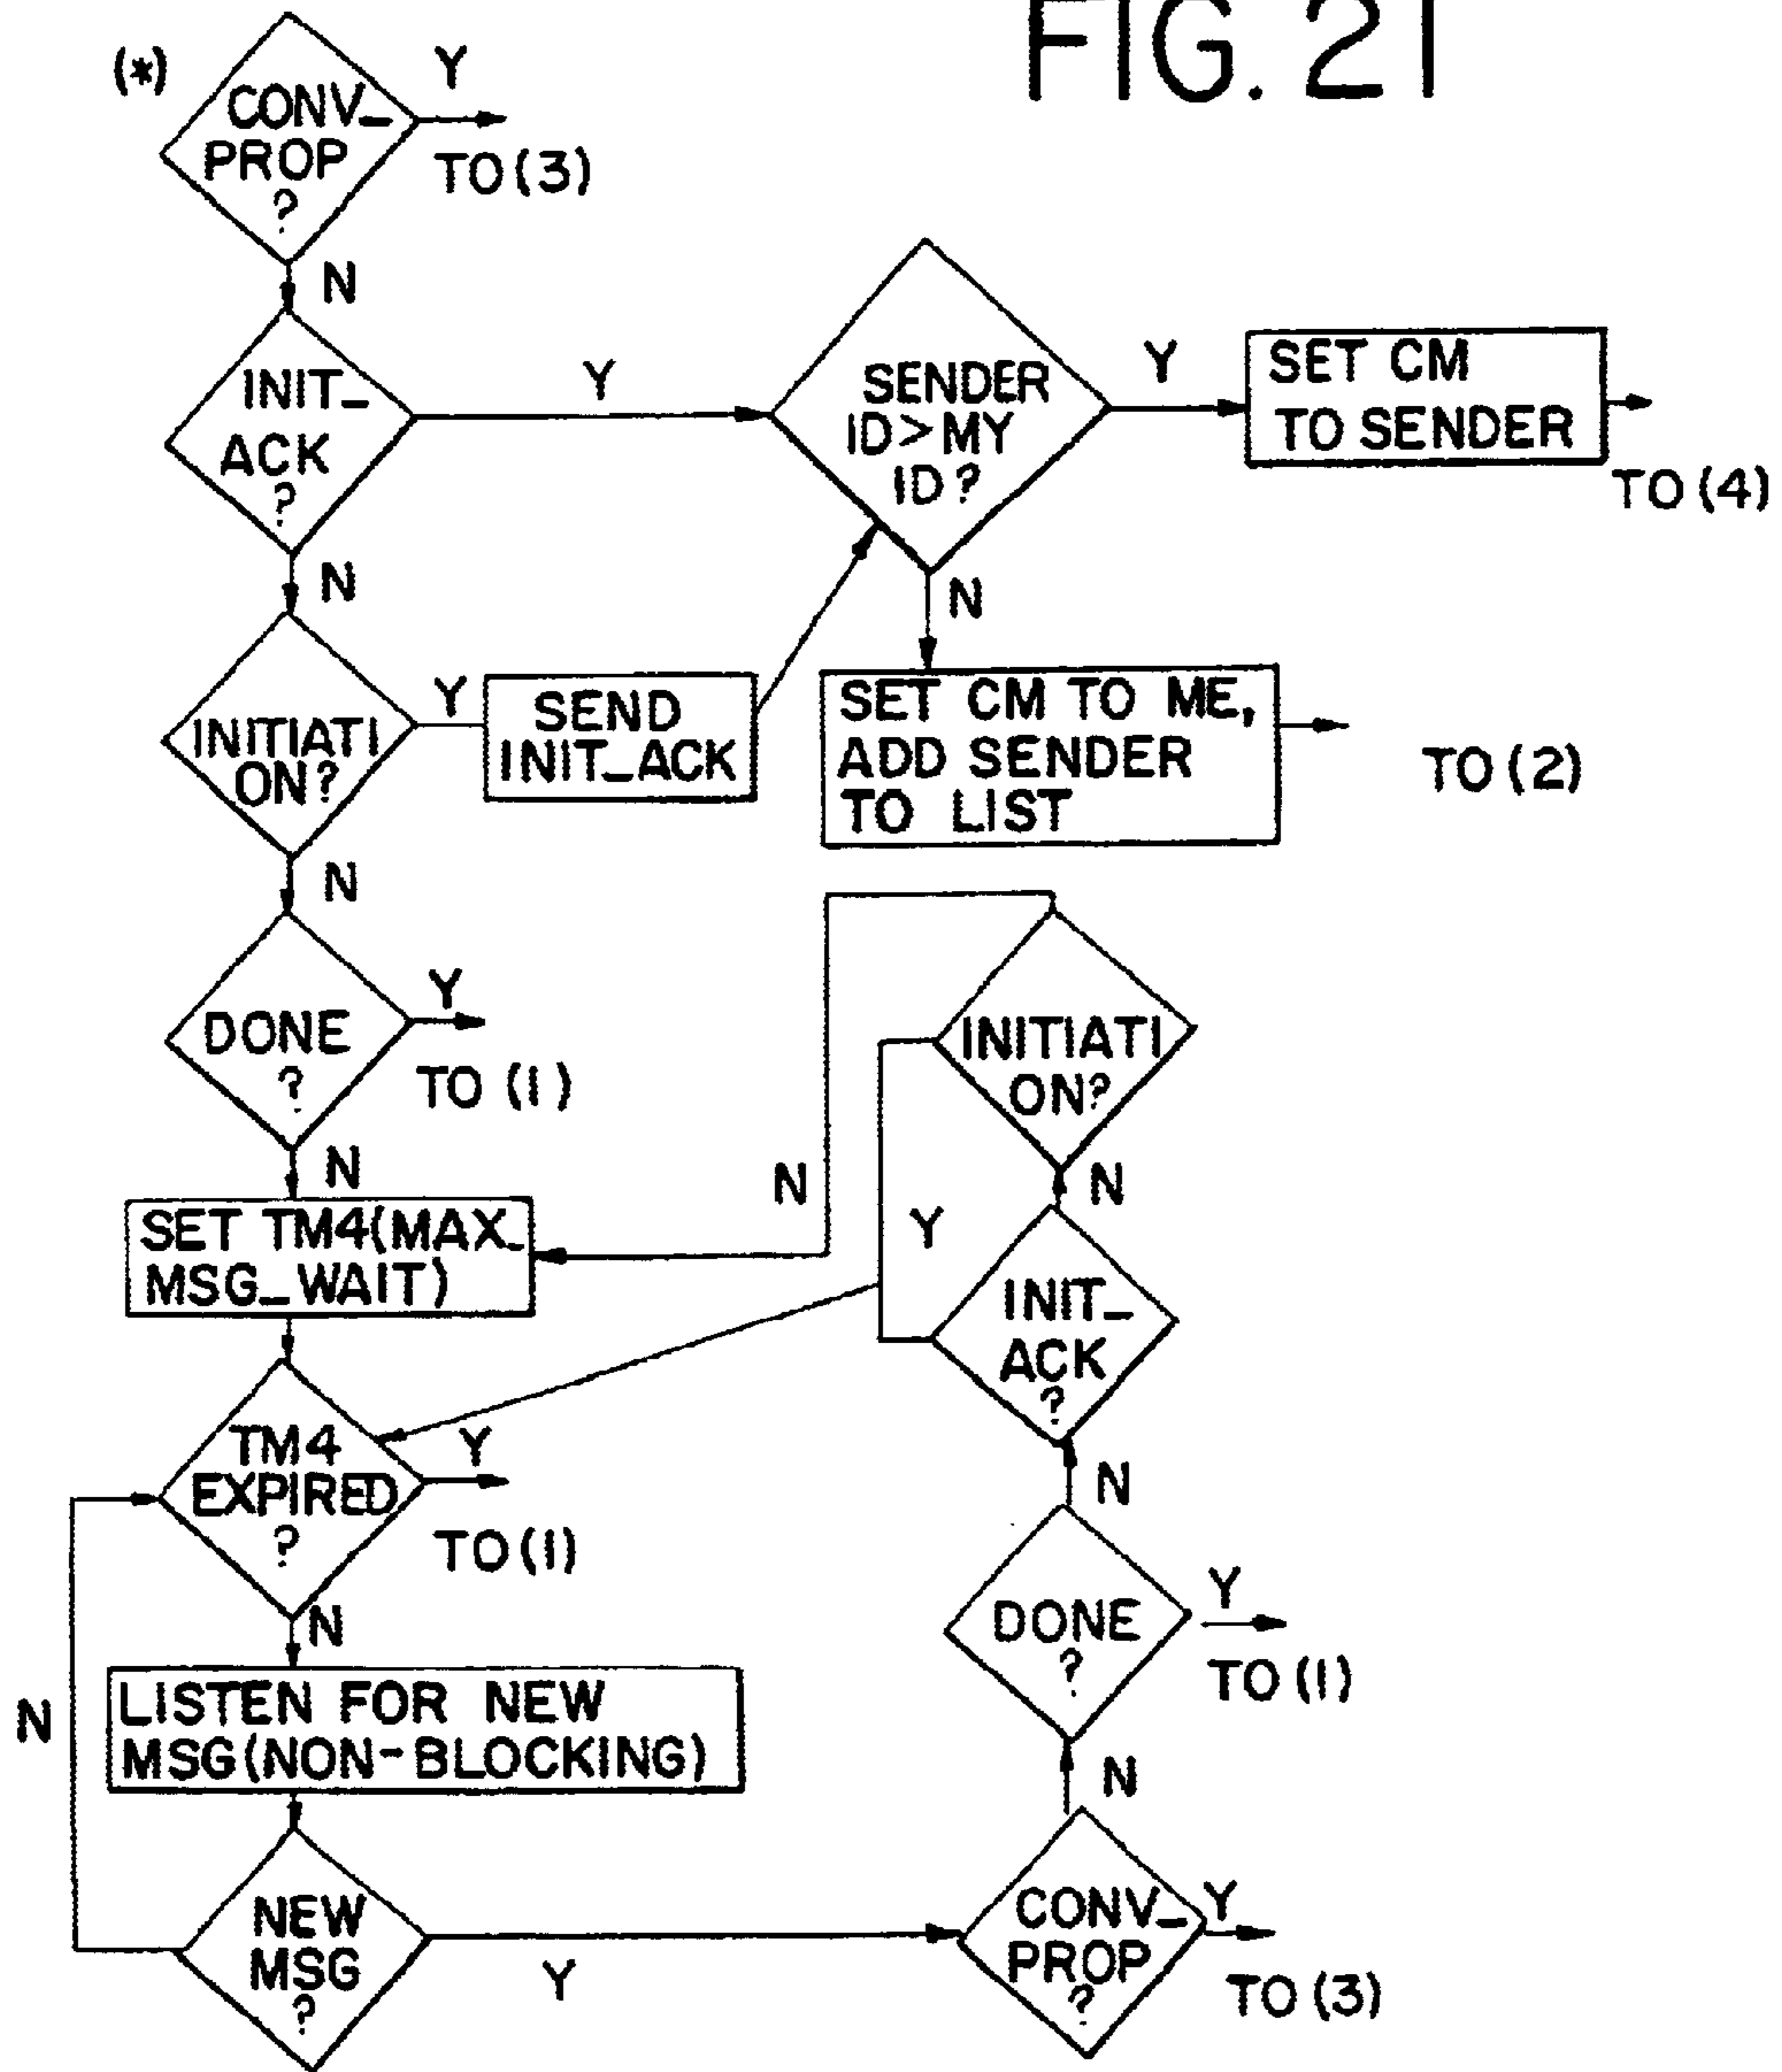 FIG. 21
(*)
CONV_
PROP
?
Y
TO(3)
N
INIT_
ACK
?
Y
SENDER
ID>MY
ID?
Y
SET CM
TO SENDER
TO(4)
N
N
INITIATI
ON?
Y
SEND
INIT_ACK
SET CM TO ME,
ADD SENDER
TO LIST
TO(2)
N
DONE
?
Y
TO(1)
N
SET TM4(MAX_
MSG_WAIT)
TM4
EXPIRED
?
Y
TO(1)
N
LISTEN FOR NEW
MSG(NON-BLOCKING)
N
NEW
MSG
?
Y
CONV_
PROP
?
Y
TO(3)
N
DONE
?
Y
TO(1)
N
INIT_
ACK
?
Y
N
INITIATI
ON?
N